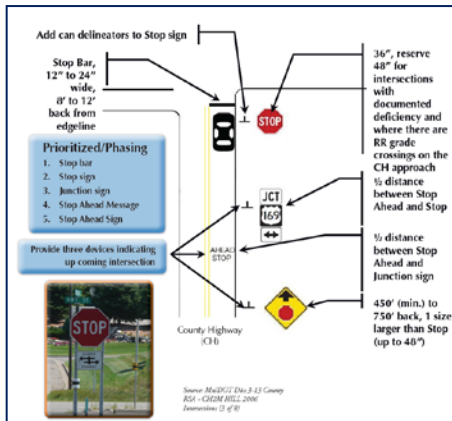 Add can delineators to Stop sign
Stop Bar,
12" to 24"
wide,
8' to 12'
back from
edgeline
36", reserve
48" for
intersections
with
documented
deficiency and
where there are
RR grade
crossings on the
CH approach
STOP
Prioritized/Phasing
1. Stop bar
2. Stop sign
3. Junction sign
4. Stop Ahead Message
5. Stop Ahead Sign
JCT
169
½ distance
between Stop
Ahead and Stop
Provide three devices indicating
up coming intersection
AHEAD
STOP
½ distance
between Stop
Ahead and
Junction sign
STOP
450' (min.) to
750' back, 1 size
larger than Stop
(up to 48")
County Highway
(CH)
Source: Mn/DOT Dist 3-13 County
RSA - CH2M HILL 2006
Intersections (3 of 8)